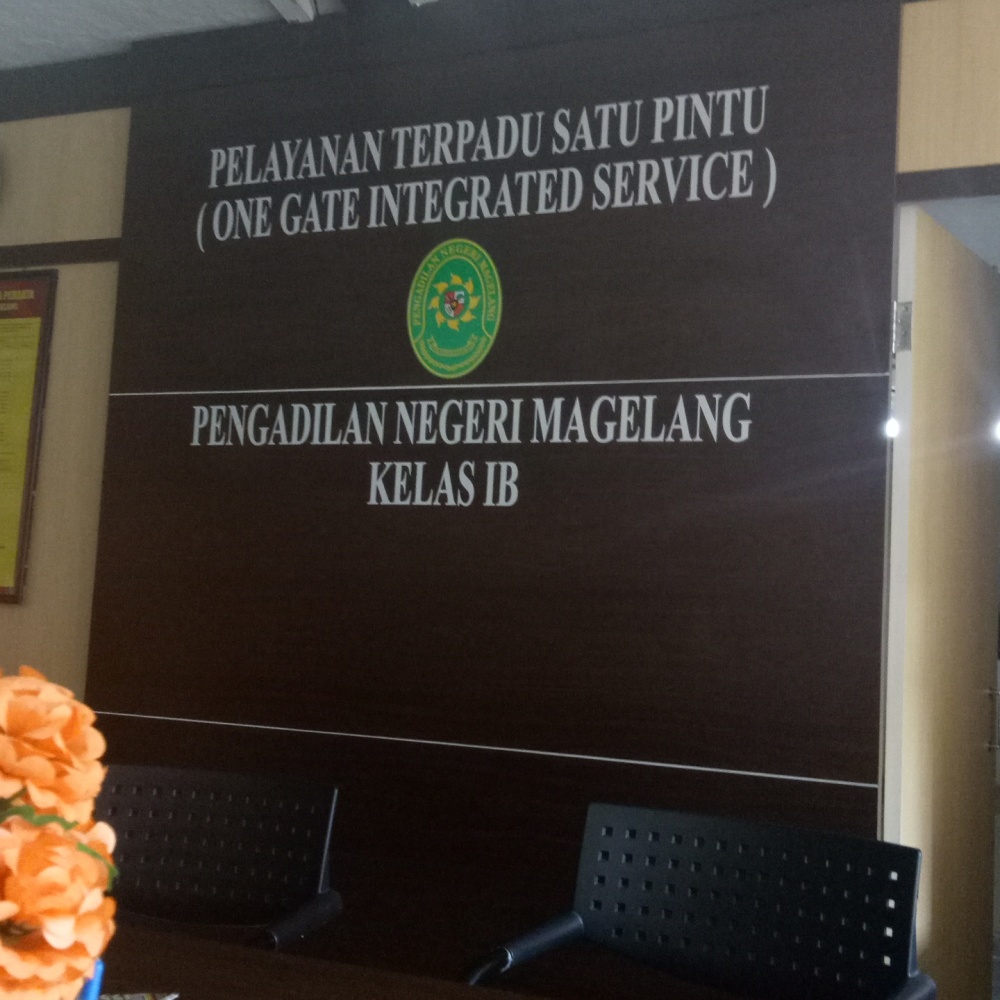 PELAYANAN TERPADU SATU PINTU
( ONE GATE INTEGRATED SERVICE )
PENGADILAN NEGERI MAGELANG
PENGADILAN NEGERI MAGELANG
KELAS IB